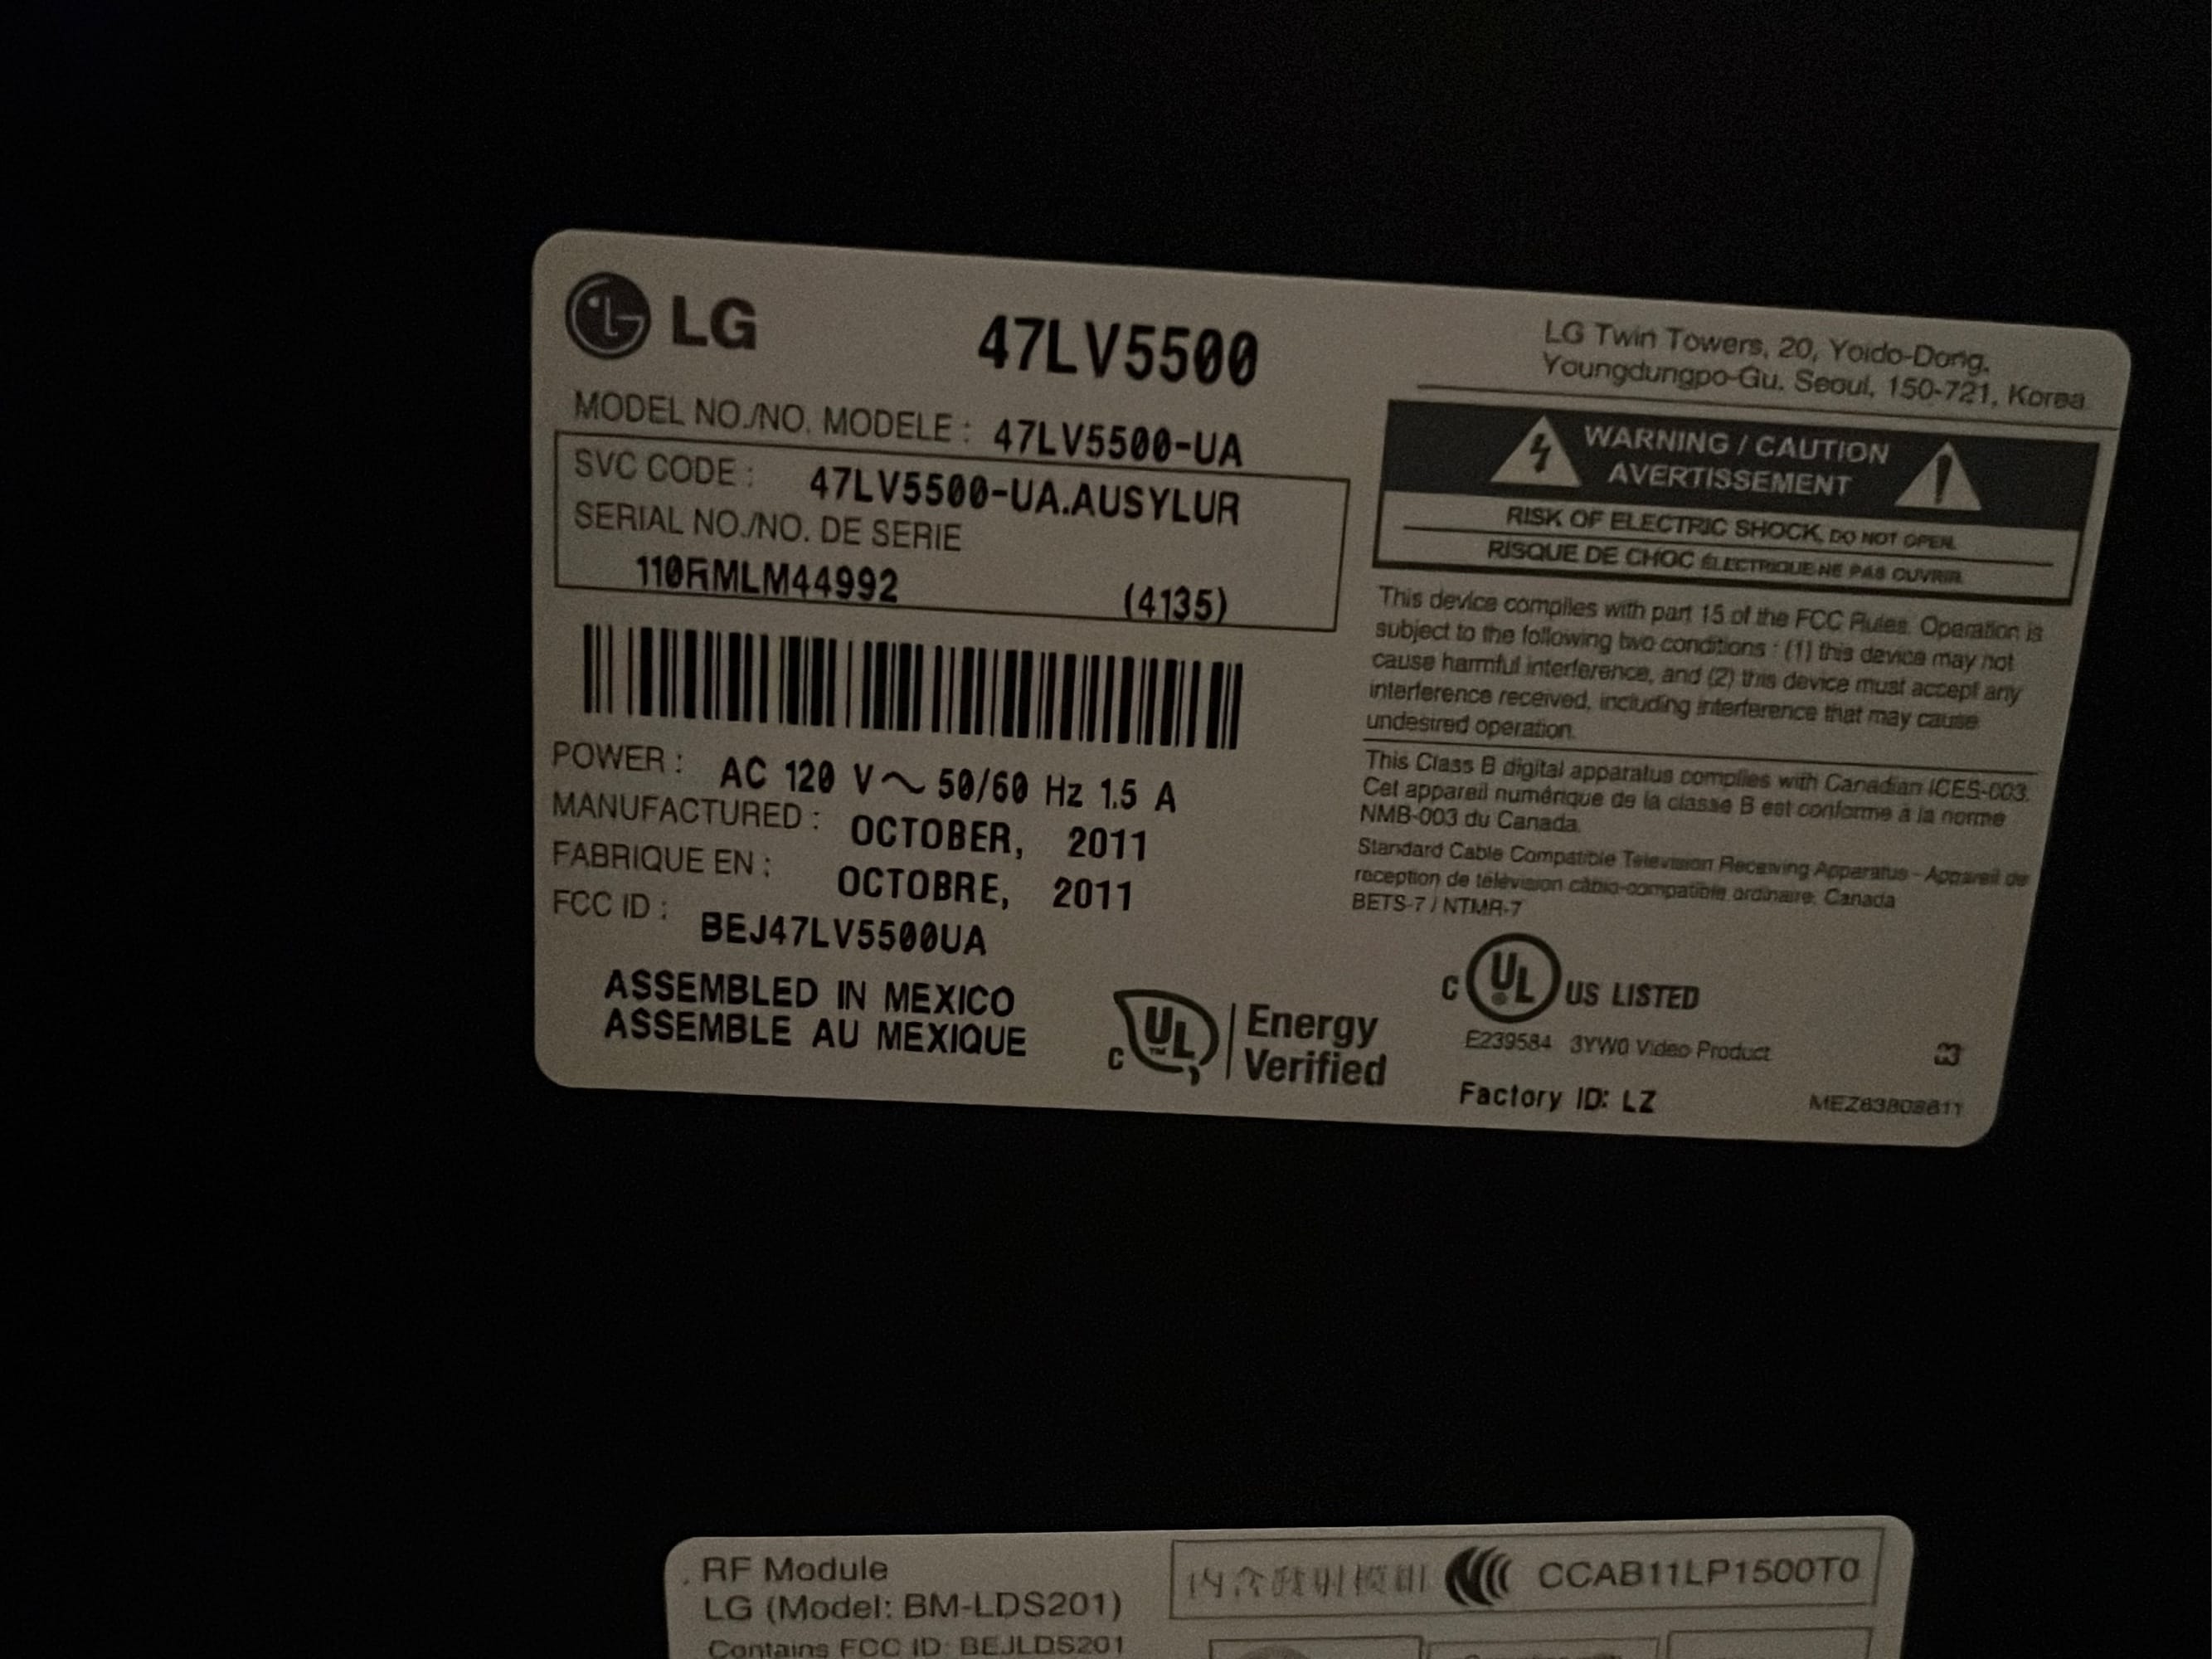 LG
47LV5500
MODEL NO./NO. MODELE : 47LV5500-UA
SVC CODE : 47LV5500-UA.AUSYLUR
SERIAL NO./NO. DE SERIE
110RMLM44992 (4135)
POWER : AC 120 V~ 50/60 Hz 1.5 A
MANUFACTURED : OCTOBER, 2011
FABRIQUE EN : OCTOBRE, 2011
FCC ID : BEJ47LV5500UA
ASSEMBLED IN MEXICO
ASSEMBLE AU MEXIQUE
c UL Energy
Verified
LG Twin Towers, 20, Yoido-Dong,
Youngdungpo-Gu, Seoul, 150-721, Korea
WARNING / CAUTION
AVERTISSEMENT
RISK OF ELECTRIC SHOCK, DO NOT OPEN.
RISQUE DE CHOC ÉLECTRIQUE NE PAS OUVRIR.
This device complies with part 15 of the FCC Rules. Operation is
subject to the following two conditions : (1) this device may not
cause harmful interference, and (2) this device must accept any
interference received, including interference that may cause
undesired operation.
This Class B digital apparatus complies with Canadian ICES-003.
Cet appareil numérique de la classe B est conforme à la norme
NMB-003 du Canada.
Standard Cable Compatible Television Receiving Apparatus - Appareil de
réception de télévision câblo-compatible ordinaire, Canada
BETS-7 / NTMR-7
c UL US LISTED
E239584 3YW0 Video Product
Factory ID: LZ
RF Module
LG (Model: BM-LDS201)
Contains FCC ID: BEJLDS201
內含發射模組 CCAB11LP1500T0